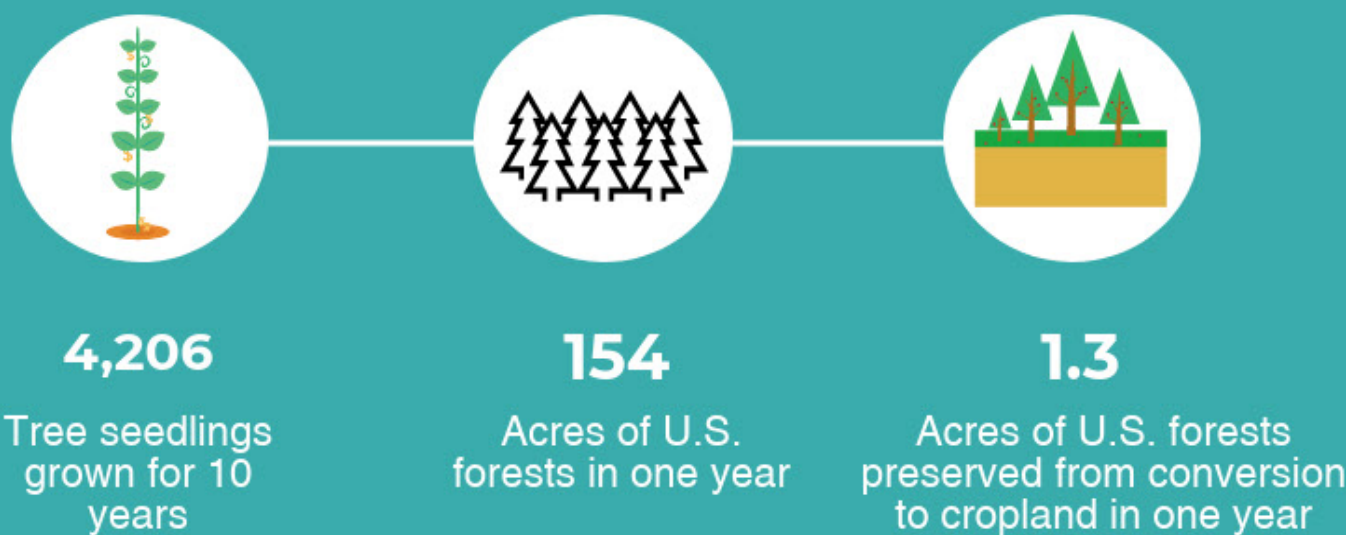 4,206
Tree seedlings
grown for 10
years
154
Acres of U.S.
forests in one year
1.3
Acres of U.S. forests
preserved from conversion
to cropland in one year